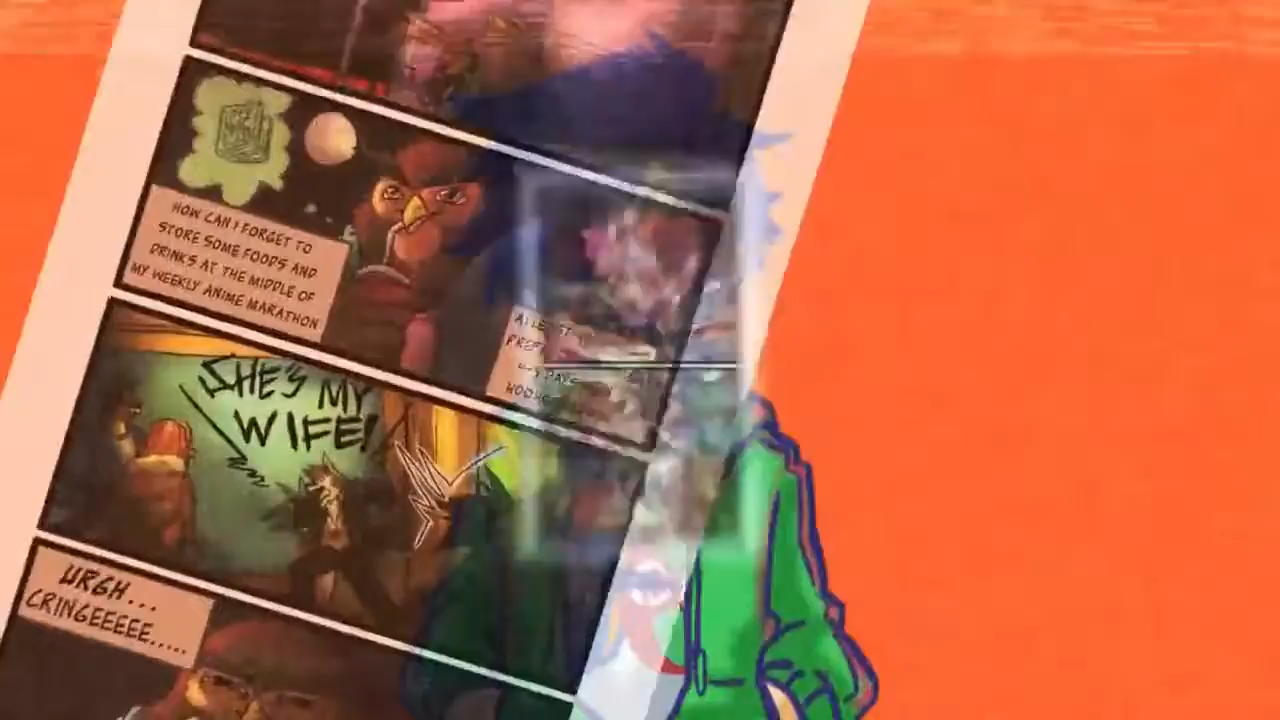 HOW CAN I FORGET TO
STORE SOME FOODS AND
DRINKS AT THE MIDDLE OF
MY WEEKLY ANIME MARATHON
SHE'S MY
WIFE!
URGH...
CRINGEEEEE.....